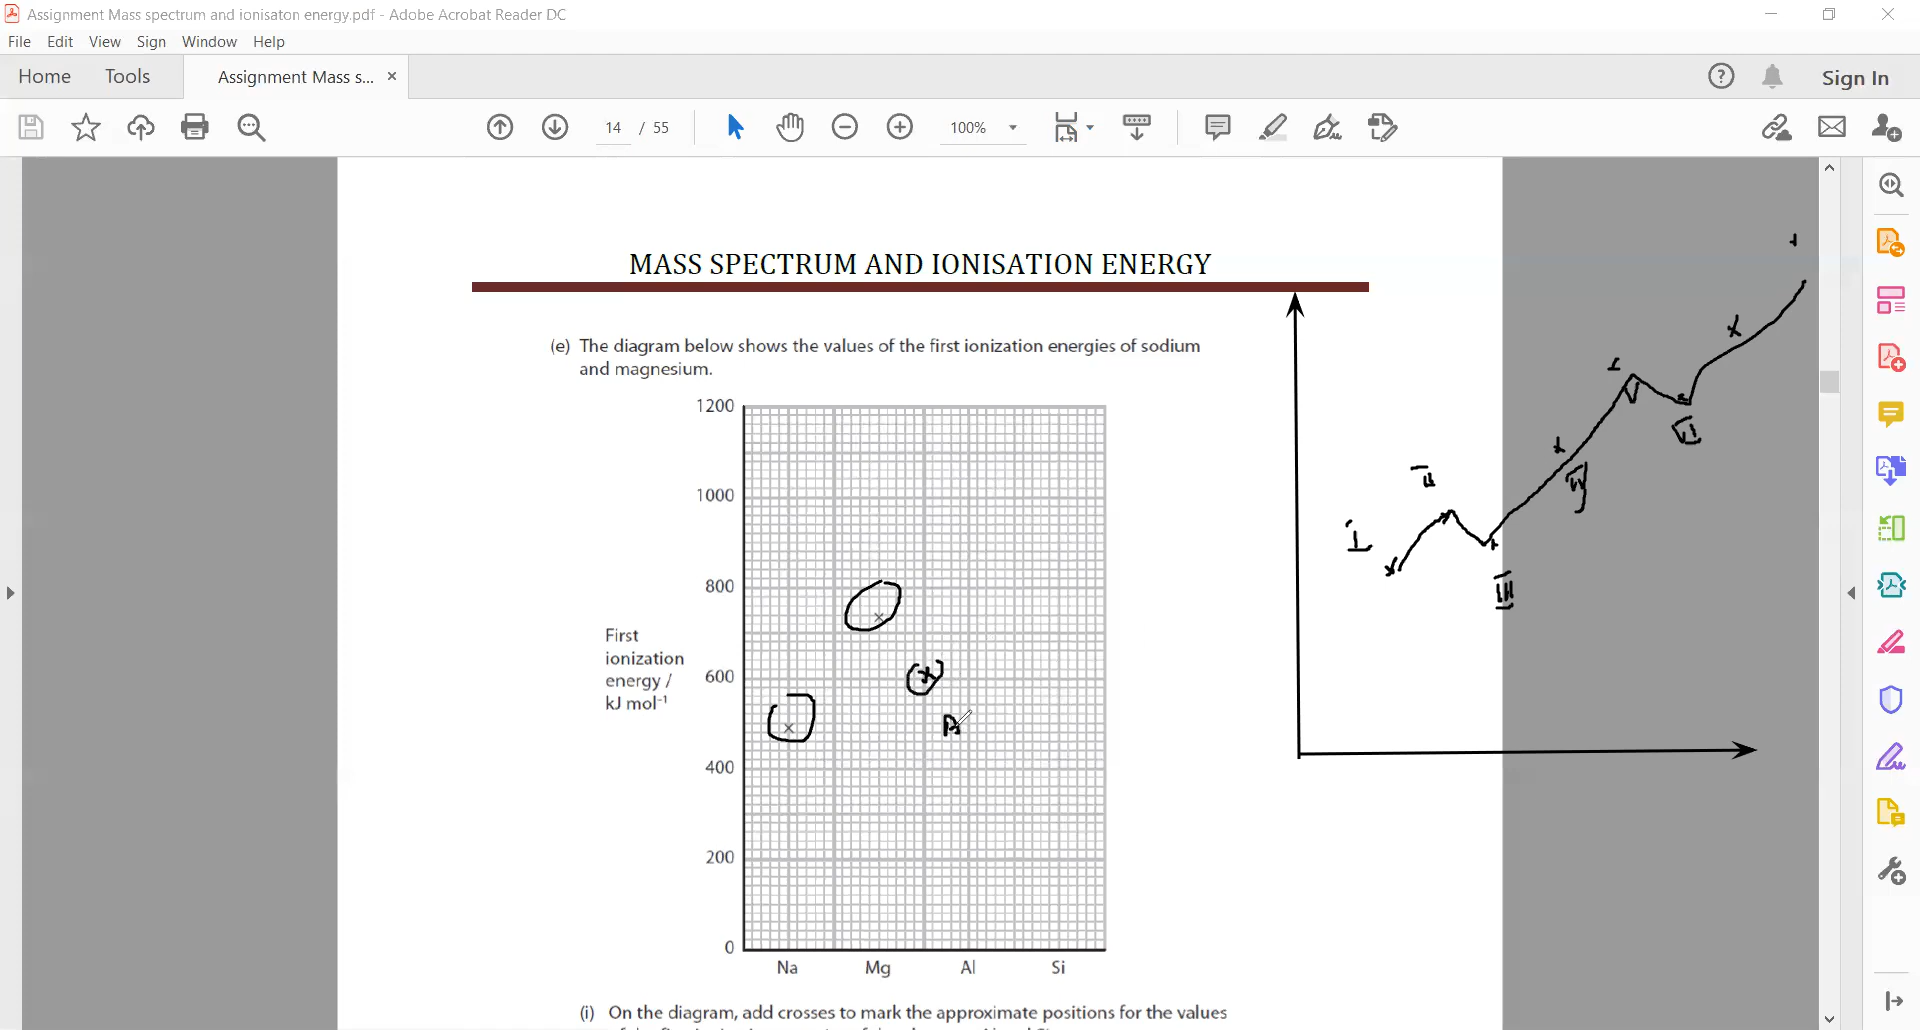 Assignment Mass spectrum and ionisaton energy.pdf - Adobe Acrobat Reader DC
File Edit View Sign Window Help
Home Tools Assignment Mass s... × ? Sign In
14 / 55 100%
MASS SPECTRUM AND IONISATION ENERGY
(e) The diagram below shows the values of the first ionization energies of sodium
and magnesium.
1200
1000
800
First
ionization
energy /
kJ mol⁻¹
600
400
200
0
Na Mg Al Si
I
II
III
IV
V
VI
(i) On the diagram, add crosses to mark the approximate positions for the values